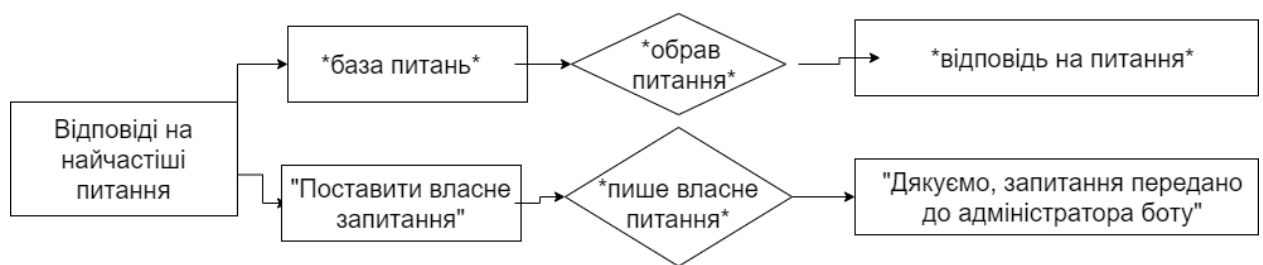 Відповіді на
найчастіші
питання
*база питань*
*обрав
питання*
*відповідь на питання*
"Поставити власне
запитання"
*пише власне
питання*
"Дякуємо, запитання передано
до адміністратора боту"